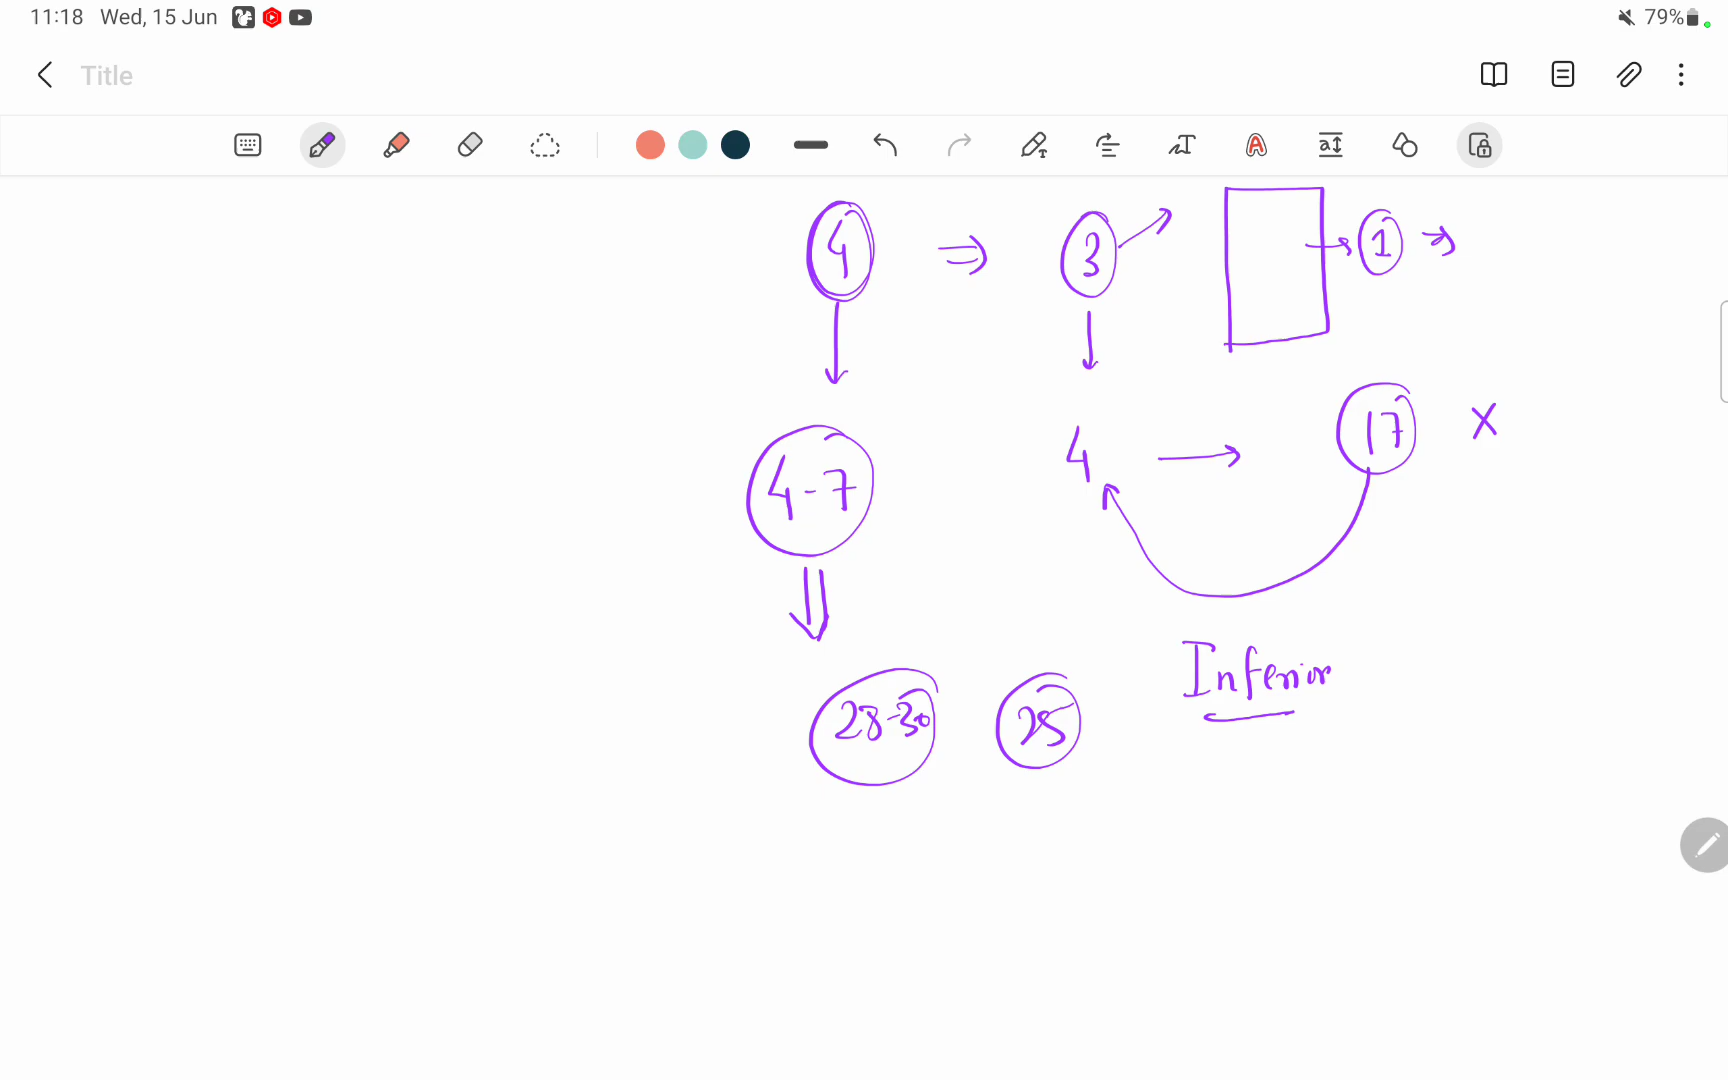 11:18 Wed, 15 Jun 79%
Title
4 ⇒ 3 → 1 →
4-7 4 → 17 X
28-30 25 Inferior